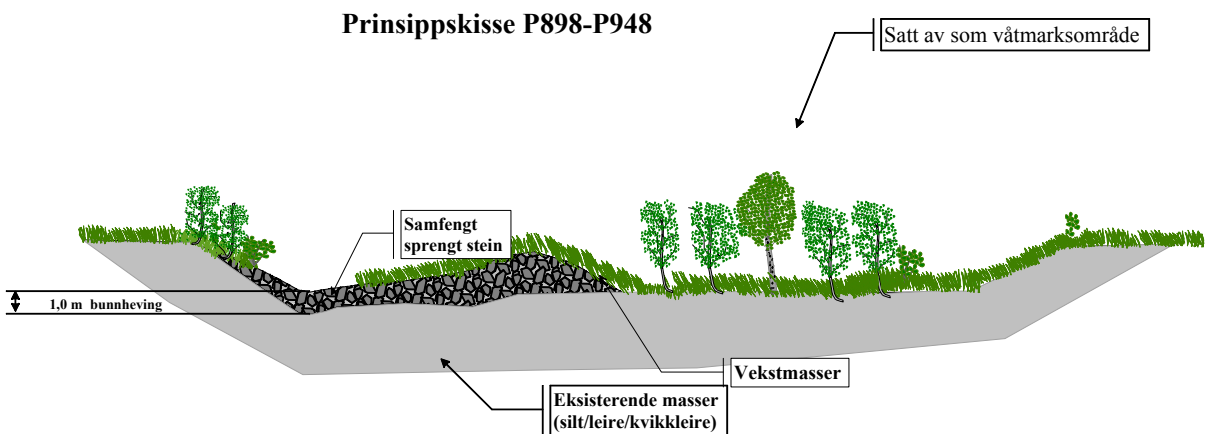 Prinsippskisse P898-P948
Satt av som våtmarksområde
Samfengt
sprengt stein
1,0 m bunnheving
Vekstmasser
Eksisterende masser
(silt/leire/kvikkleire)